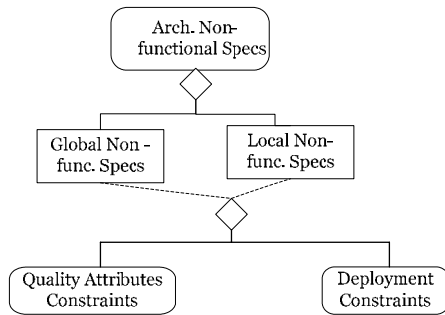 Arch. Non-
functional Specs
Global Non -
func. Specs
Local Non-
func. Specs
Quality Attributes
Constraints
Deployment
Constraints